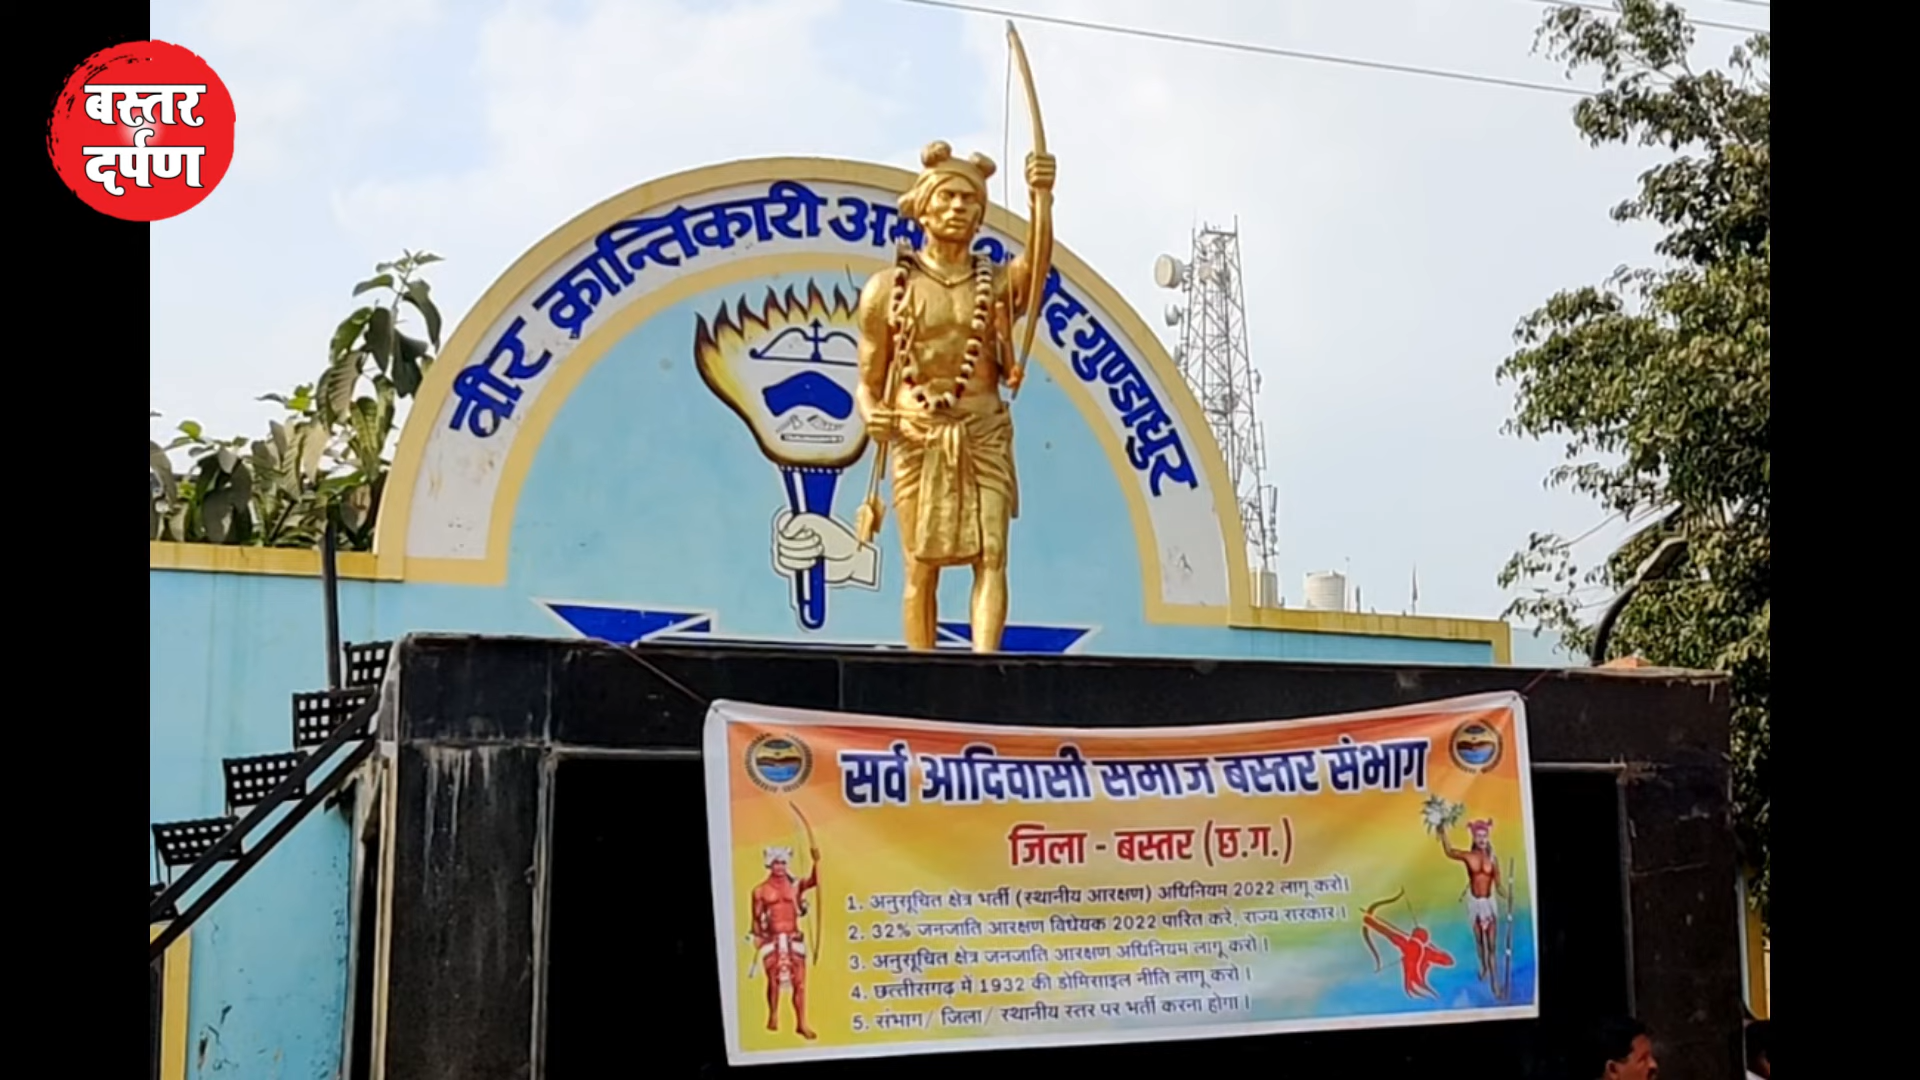 बस्तर
दर्पण
वीर क्रान्तिकारी गुण्डाधुर
सर्व आदिवासी समाज बस्तर संभाग
जिला - बस्तर (छ.ग.)
1. अनुसूचित क्षेत्र भर्ती (स्थानीय आरक्षण) अधिनियम 2022 लागू करो।
2. 32% जनजाति आरक्षण विधेयक 2022 पारित करे, राज्य सरकार।
3. अनुसूचित क्षेत्र जनजाति आरक्षण अधिनियम लागू करो।
4. छत्तीसगढ़ में 1932 की डोमिसाइल नीति लागू करो।
5. संभाग/ जिला/ स्थानीय स्तर पर भर्ती करना होगा।